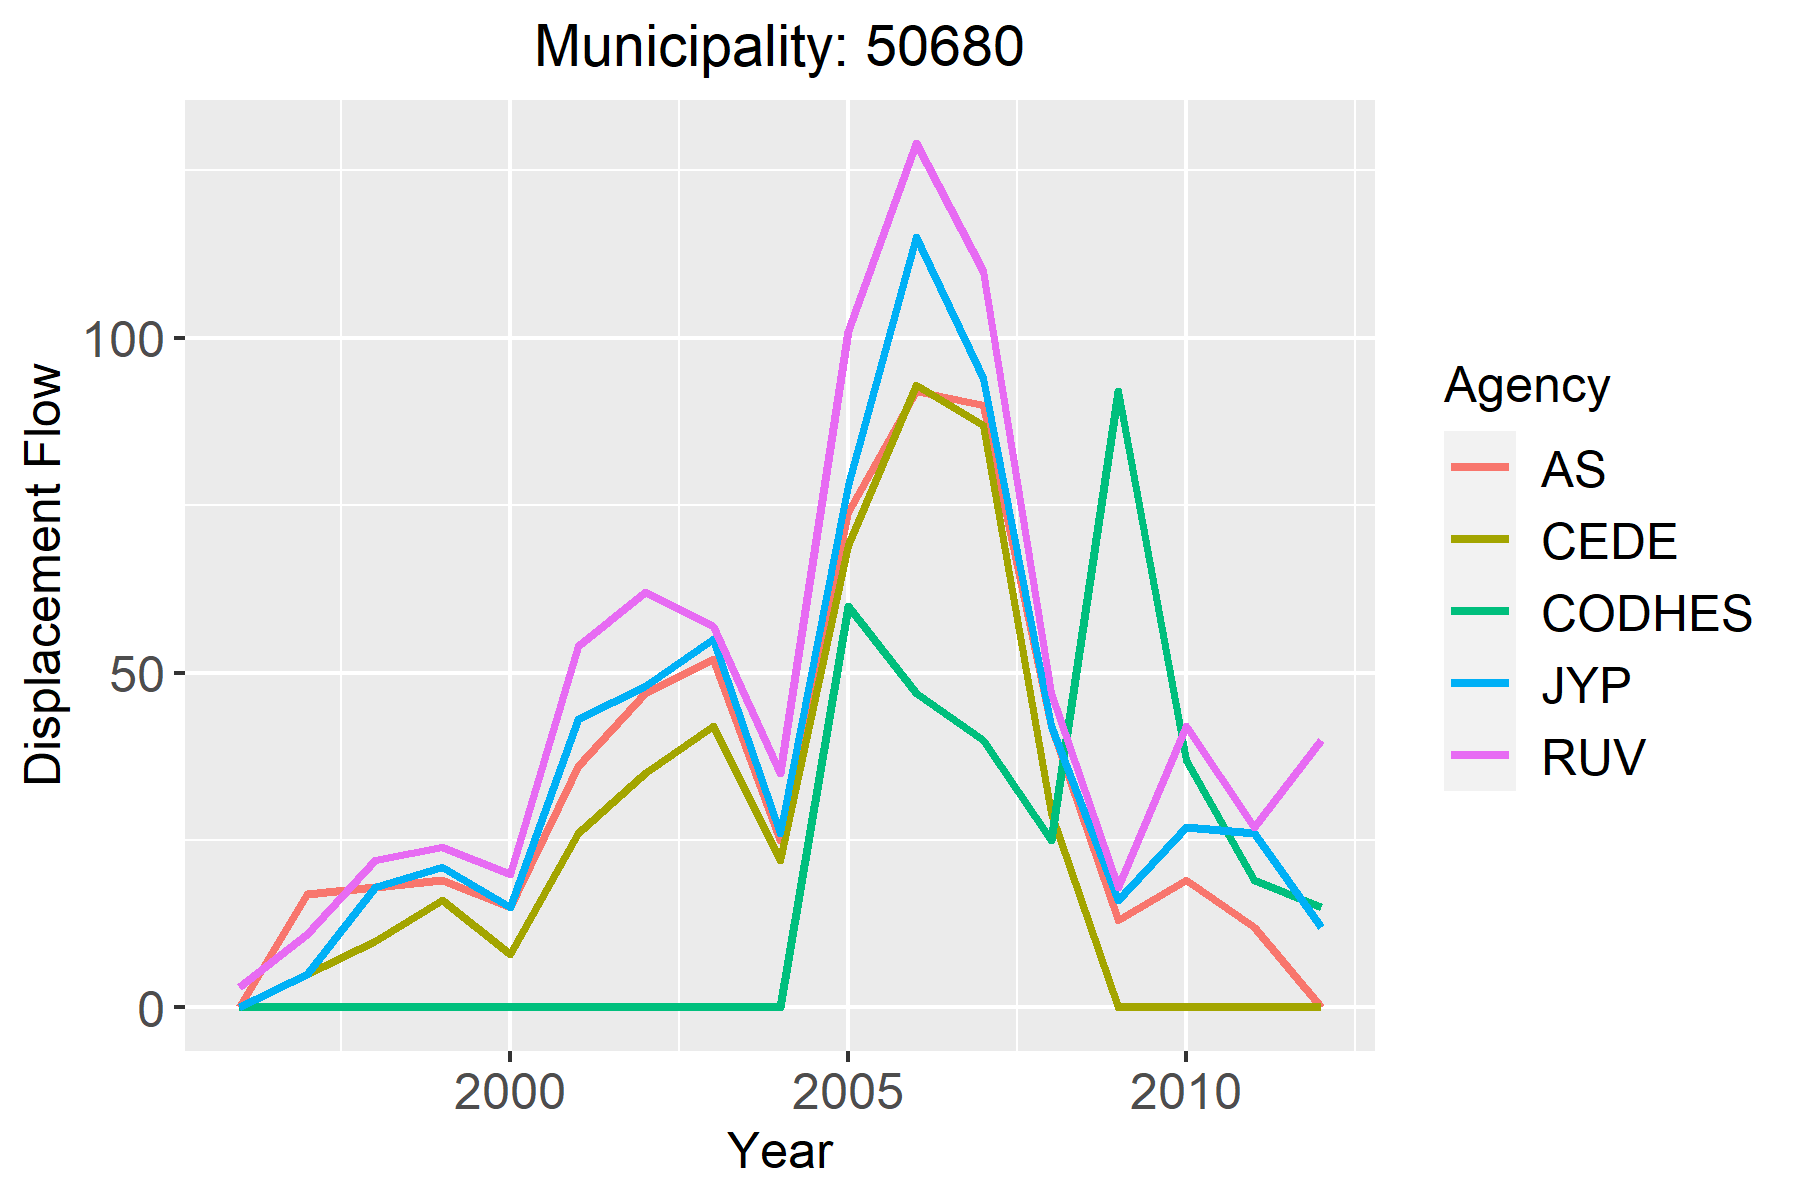 Municipality: 50680
Displacement Flow
100
50
0
2000 2005 2010
Year
Agency
AS
CEDE
CODHES
JYP
RUV